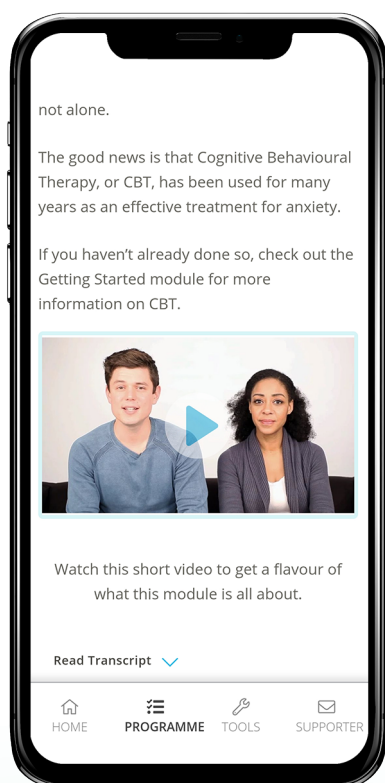 not alone.
The good news is that Cognitive Behavioural
Therapy, or CBT, has been used for many
years as an effective treatment for anxiety.
If you haven’t already done so, check out the
Getting Started module for more
information on CBT.
Watch this short video to get a flavour of
what this module is all about.
Read Transcript
HOME PROGRAMME TOOLS SUPPORTER